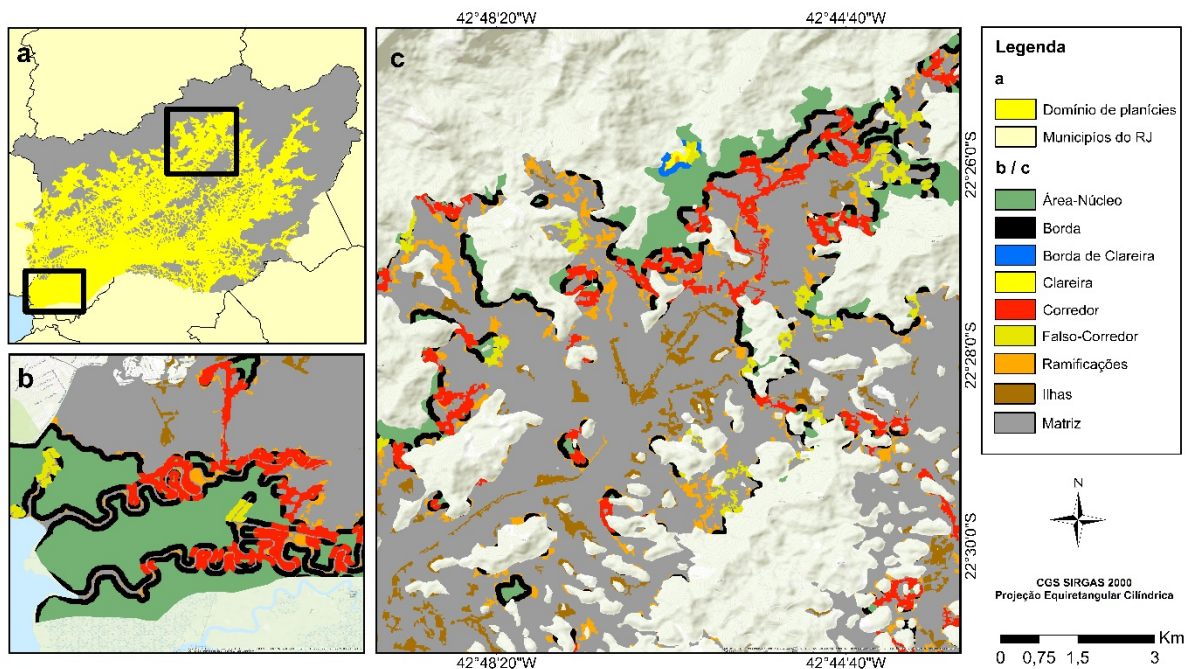 42°48'20"W
42°44'40"W
a
c
22°26'0"S
22°28'0"S
22°30'0"S
b
42°48'20"W
42°44'40"W
Legenda
a
Domínio de planícies
Municipíos do RJ
b / c
Área-Núcleo
Borda
Borda de Clareira
Clareira
Corredor
Falso-Corredor
Ramificações
Ilhas
Matriz
N
CGS SIRGAS 2000
Projeção Equiretangular Cilíndrica
Km
0 0,75 1,5 3